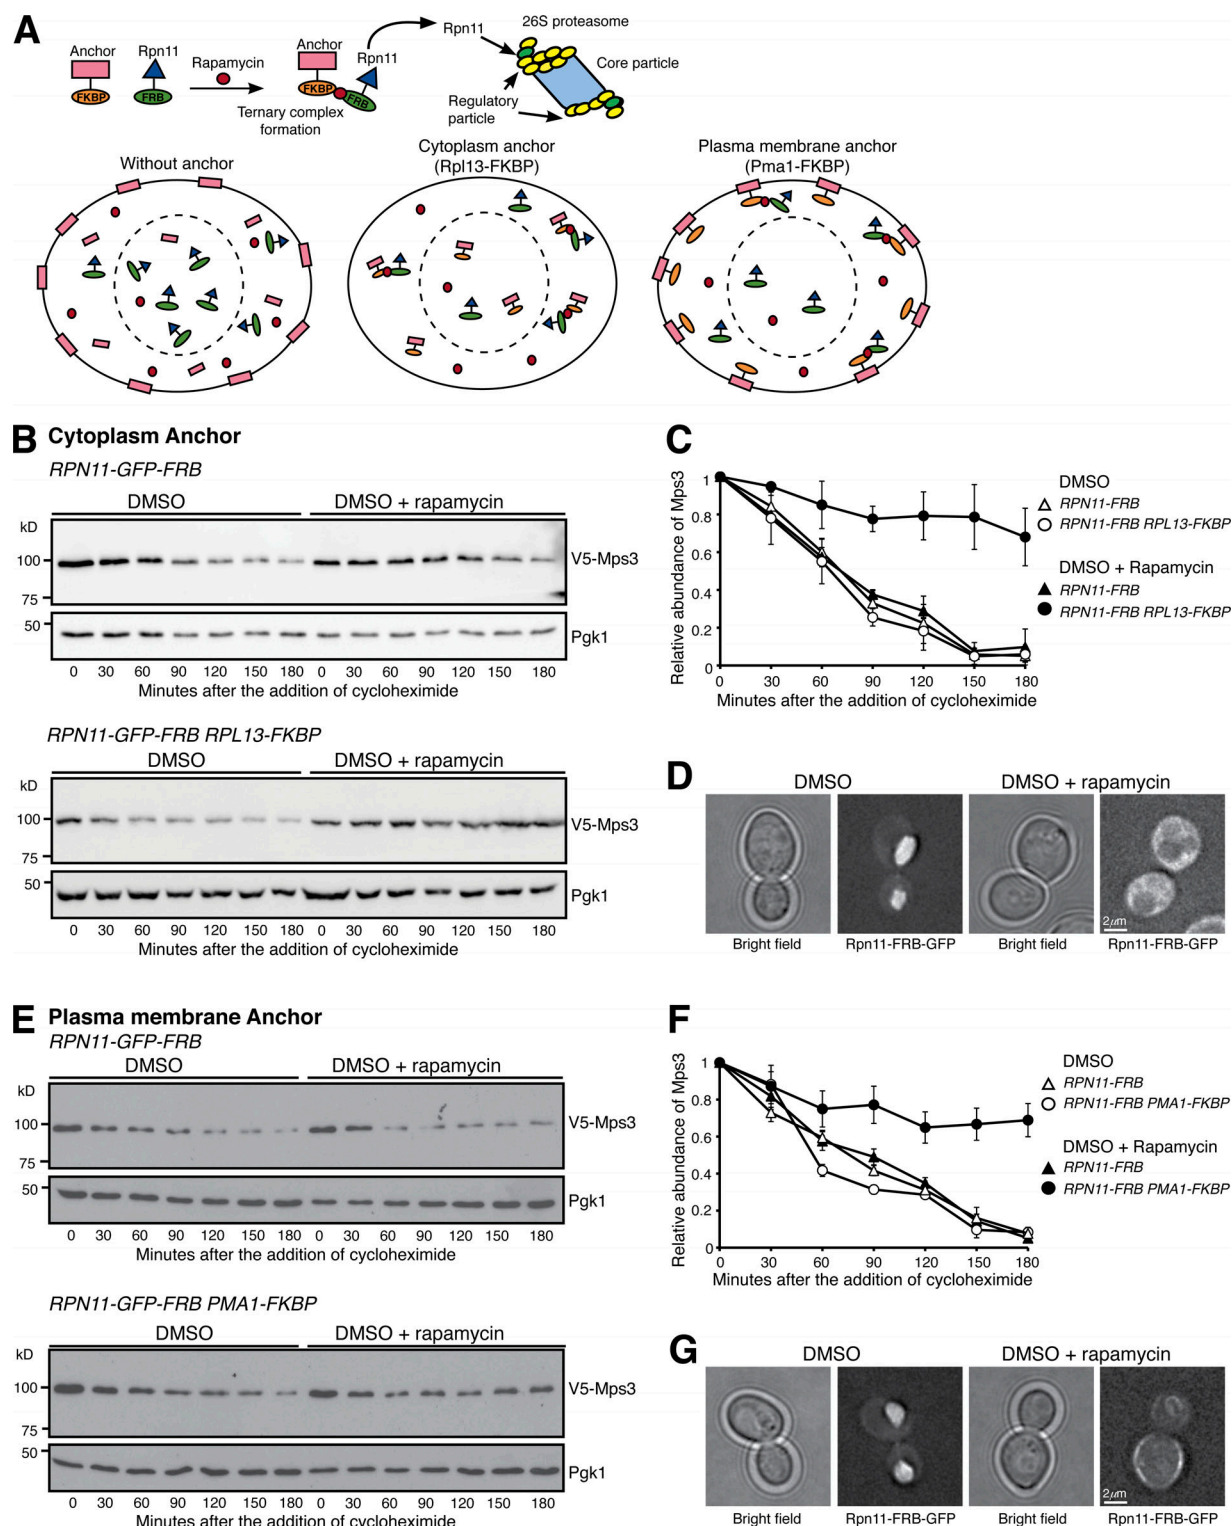 A
Anchor
Rpn11
Rapamycin
FKBP
FRB
Ternary complex
formation
Anchor
Rpn11
FKBP
FRB
Rpn11
26S proteasome
Core particle
Regulatory
particle
Without anchor
Cytoplasm anchor
(Rpl13-FKBP)
Plasma membrane anchor
(Pma1-FKBP)
B Cytoplasm Anchor
RPN11-GFP-FRB
DMSO DMSO + rapamycin
kD
100
75
V5-Mps3
50
Pgk1
0 30 60 90 120 150 180 0 30 60 90 120 150 180
Minutes after the addition of cycloheximide
RPN11-GFP-FRB RPL13-FKBP
DMSO DMSO + rapamycin
kD
100
75
V5-Mps3
50
Pgk1
0 30 60 90 120 150 180 0 30 60 90 120 150 180
Minutes after the addition of cycloheximide
C
Relative abundance of Mps3
1
0.8
0.6
0.4
0.2
0
0 30 60 90 120 150 180
Minutes after the addition of cycloheximide
DMSO
RPN11-FRB
RPN11-FRB RPL13-FKBP
DMSO + Rapamycin
RPN11-FRB
RPN11-FRB RPL13-FKBP
D
DMSO DMSO + rapamycin
2μm
Bright field Rpn11-FRB-GFP Bright field Rpn11-FRB-GFP
E Plasma membrane Anchor
RPN11-GFP-FRB
DMSO DMSO + rapamycin
kD
100
75
V5-Mps3
50
Pgk1
0 30 60 90 120 150 180 0 30 60 90 120 150 180
Minutes after the addition of cycloheximide
RPN11-GFP-FRB PMA1-FKBP
DMSO DMSO + rapamycin
kD
100
75
V5-Mps3
50
Pgk1
0 30 60 90 120 150 180 0 30 60 90 120 150 180
Minutes after the addition of cycloheximide
F
Relative abundance of Mps3
1
0.8
0.6
0.4
0.2
0
0 30 60 90 120 150 180
Minutes after the addition of cycloheximide
DMSO
RPN11-FRB
RPN11-FRB PMA1-FKBP
DMSO + Rapamycin
RPN11-FRB
RPN11-FRB PMA1-FKBP
G
DMSO DMSO + rapamycin
2μm
Bright field Rpn11-FRB-GFP Bright field Rpn11-FRB-GFP